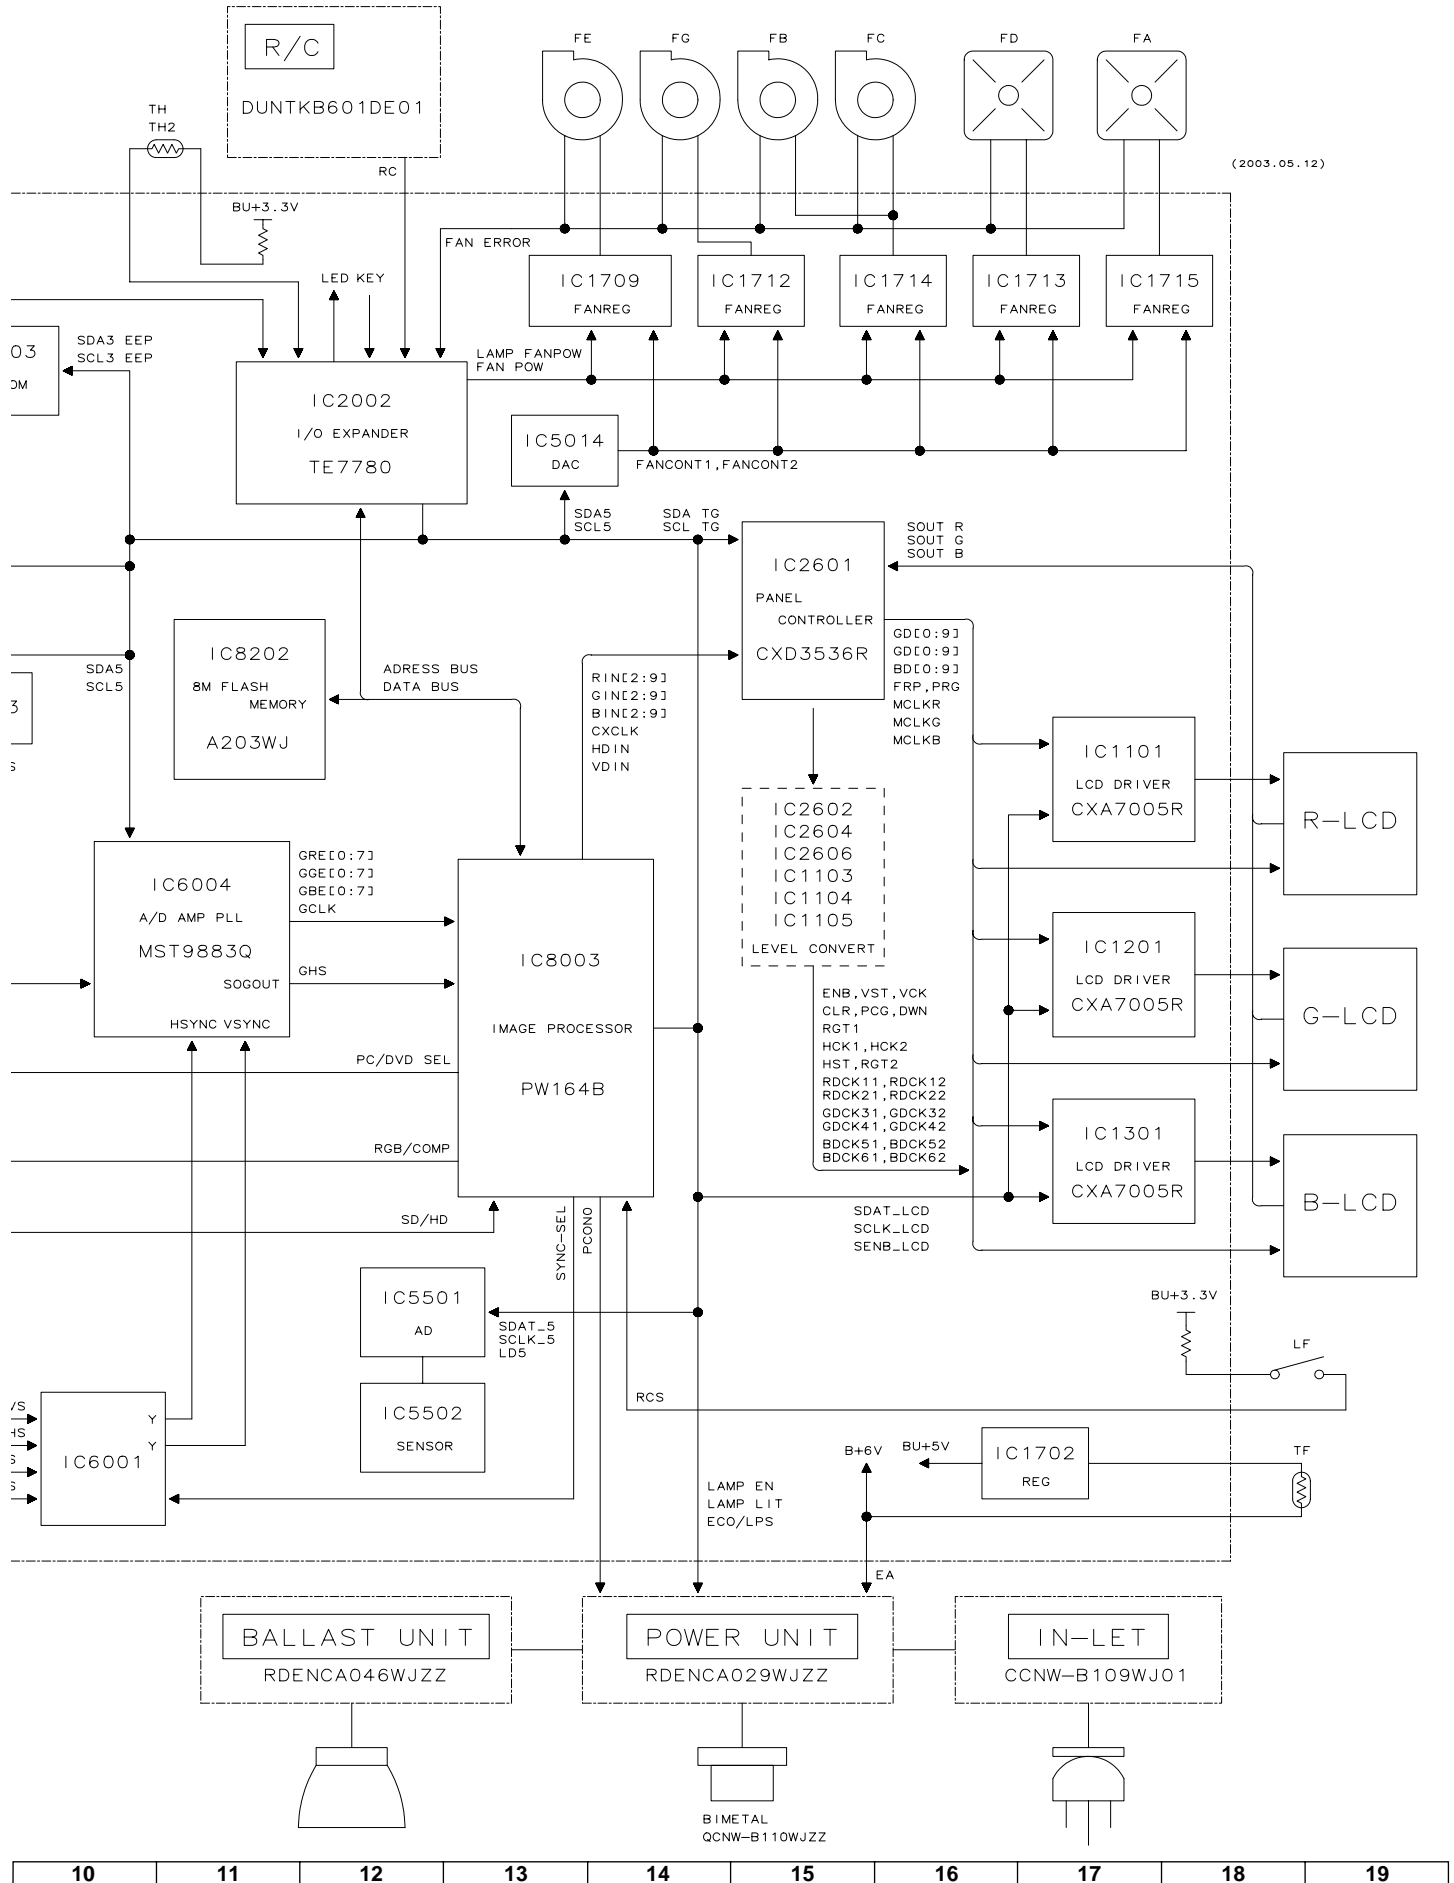 FE
FG
FB
FC
FD
FA
R/C
DUNTKB601DE01
TH
TH2
RC
(2003.05.12)
BU+3.3V
FAN ERROR
LED KEY
IC1709
FANREG
IC1712
FANREG
IC1714
FANREG
IC1713
FANREG
IC1715
FANREG
03
OM
SDA3 EEP
SCL3 EEP
LAMP FANPOW
FAN POW
IC2002
I/O EXPANDER
TE7780
IC5014
DAC
FANCONT1,FANCONT2
SDA5
SCL5
SDA TG
SCL TG
IC2601
PANEL
CONTROLLER
CXD3536R
SOUT R
SOUT G
SOUT B
GD[0:9]
GD[0:9]
BD[0:9]
FRP,PRG
MCLKR
MCLKG
MCLKB
SDA5
SCL5
3
S
IC8202
8M FLASH
MEMORY
A203WJ
ADRESS BUS
DATA BUS
RIN[2:9]
GIN[2:9]
BIN[2:9]
CXCLK
HDIN
VDIN
IC1101
LCD DRIVER
CXA7005R
R-LCD
IC2602
IC2604
IC2606
IC1103
IC1104
IC1105
LEVEL CONVERT
IC6004
A/D AMP PLL
MST9883Q
SOGOUT
HSYNC VSYNC
GRE[0:7]
GGE[0:7]
GBE[0:7]
GCLK
GHS
IC8003
IMAGE PROCESSOR
PW164B
IC1201
LCD DRIVER
CXA7005R
G-LCD
ENB,VST,VCK
CLR,PCG,DWN
RGT1
HCK1,HCK2
HST,RGT2
RDCK11,RDCK12
RDCK21,RDCK22
GDCK31,GDCK32
GDCK41,GDCK42
BDCK51,BDCK52
BDCK61,BDCK62
PC/DVD SEL
RGB/COMP
SD/HD
SYNC-SEL
PCONO
IC1301
LCD DRIVER
CXA7005R
B-LCD
SDAT_LCD
SCLK_LCD
SENB_LCD
IC5501
AD
SDAT_5
SCLK_5
LD5
BU+3.3V
LF
RCS
IC5502
SENSOR
VS
HS
S
S
Y
Y
IC6001
B+6V
BU+5V
IC1702
REG
TF
LAMP EN
LAMP LIT
ECO/LPS
EA
BALLAST UNIT
RDENCA046WJZZ
POWER UNIT
RDENCA029WJZZ
IN-LET
CCNW-B109WJ01
BIMETAL
QCNW-B110WJZZ
10 11 12 13 14 15 16 17 18 19